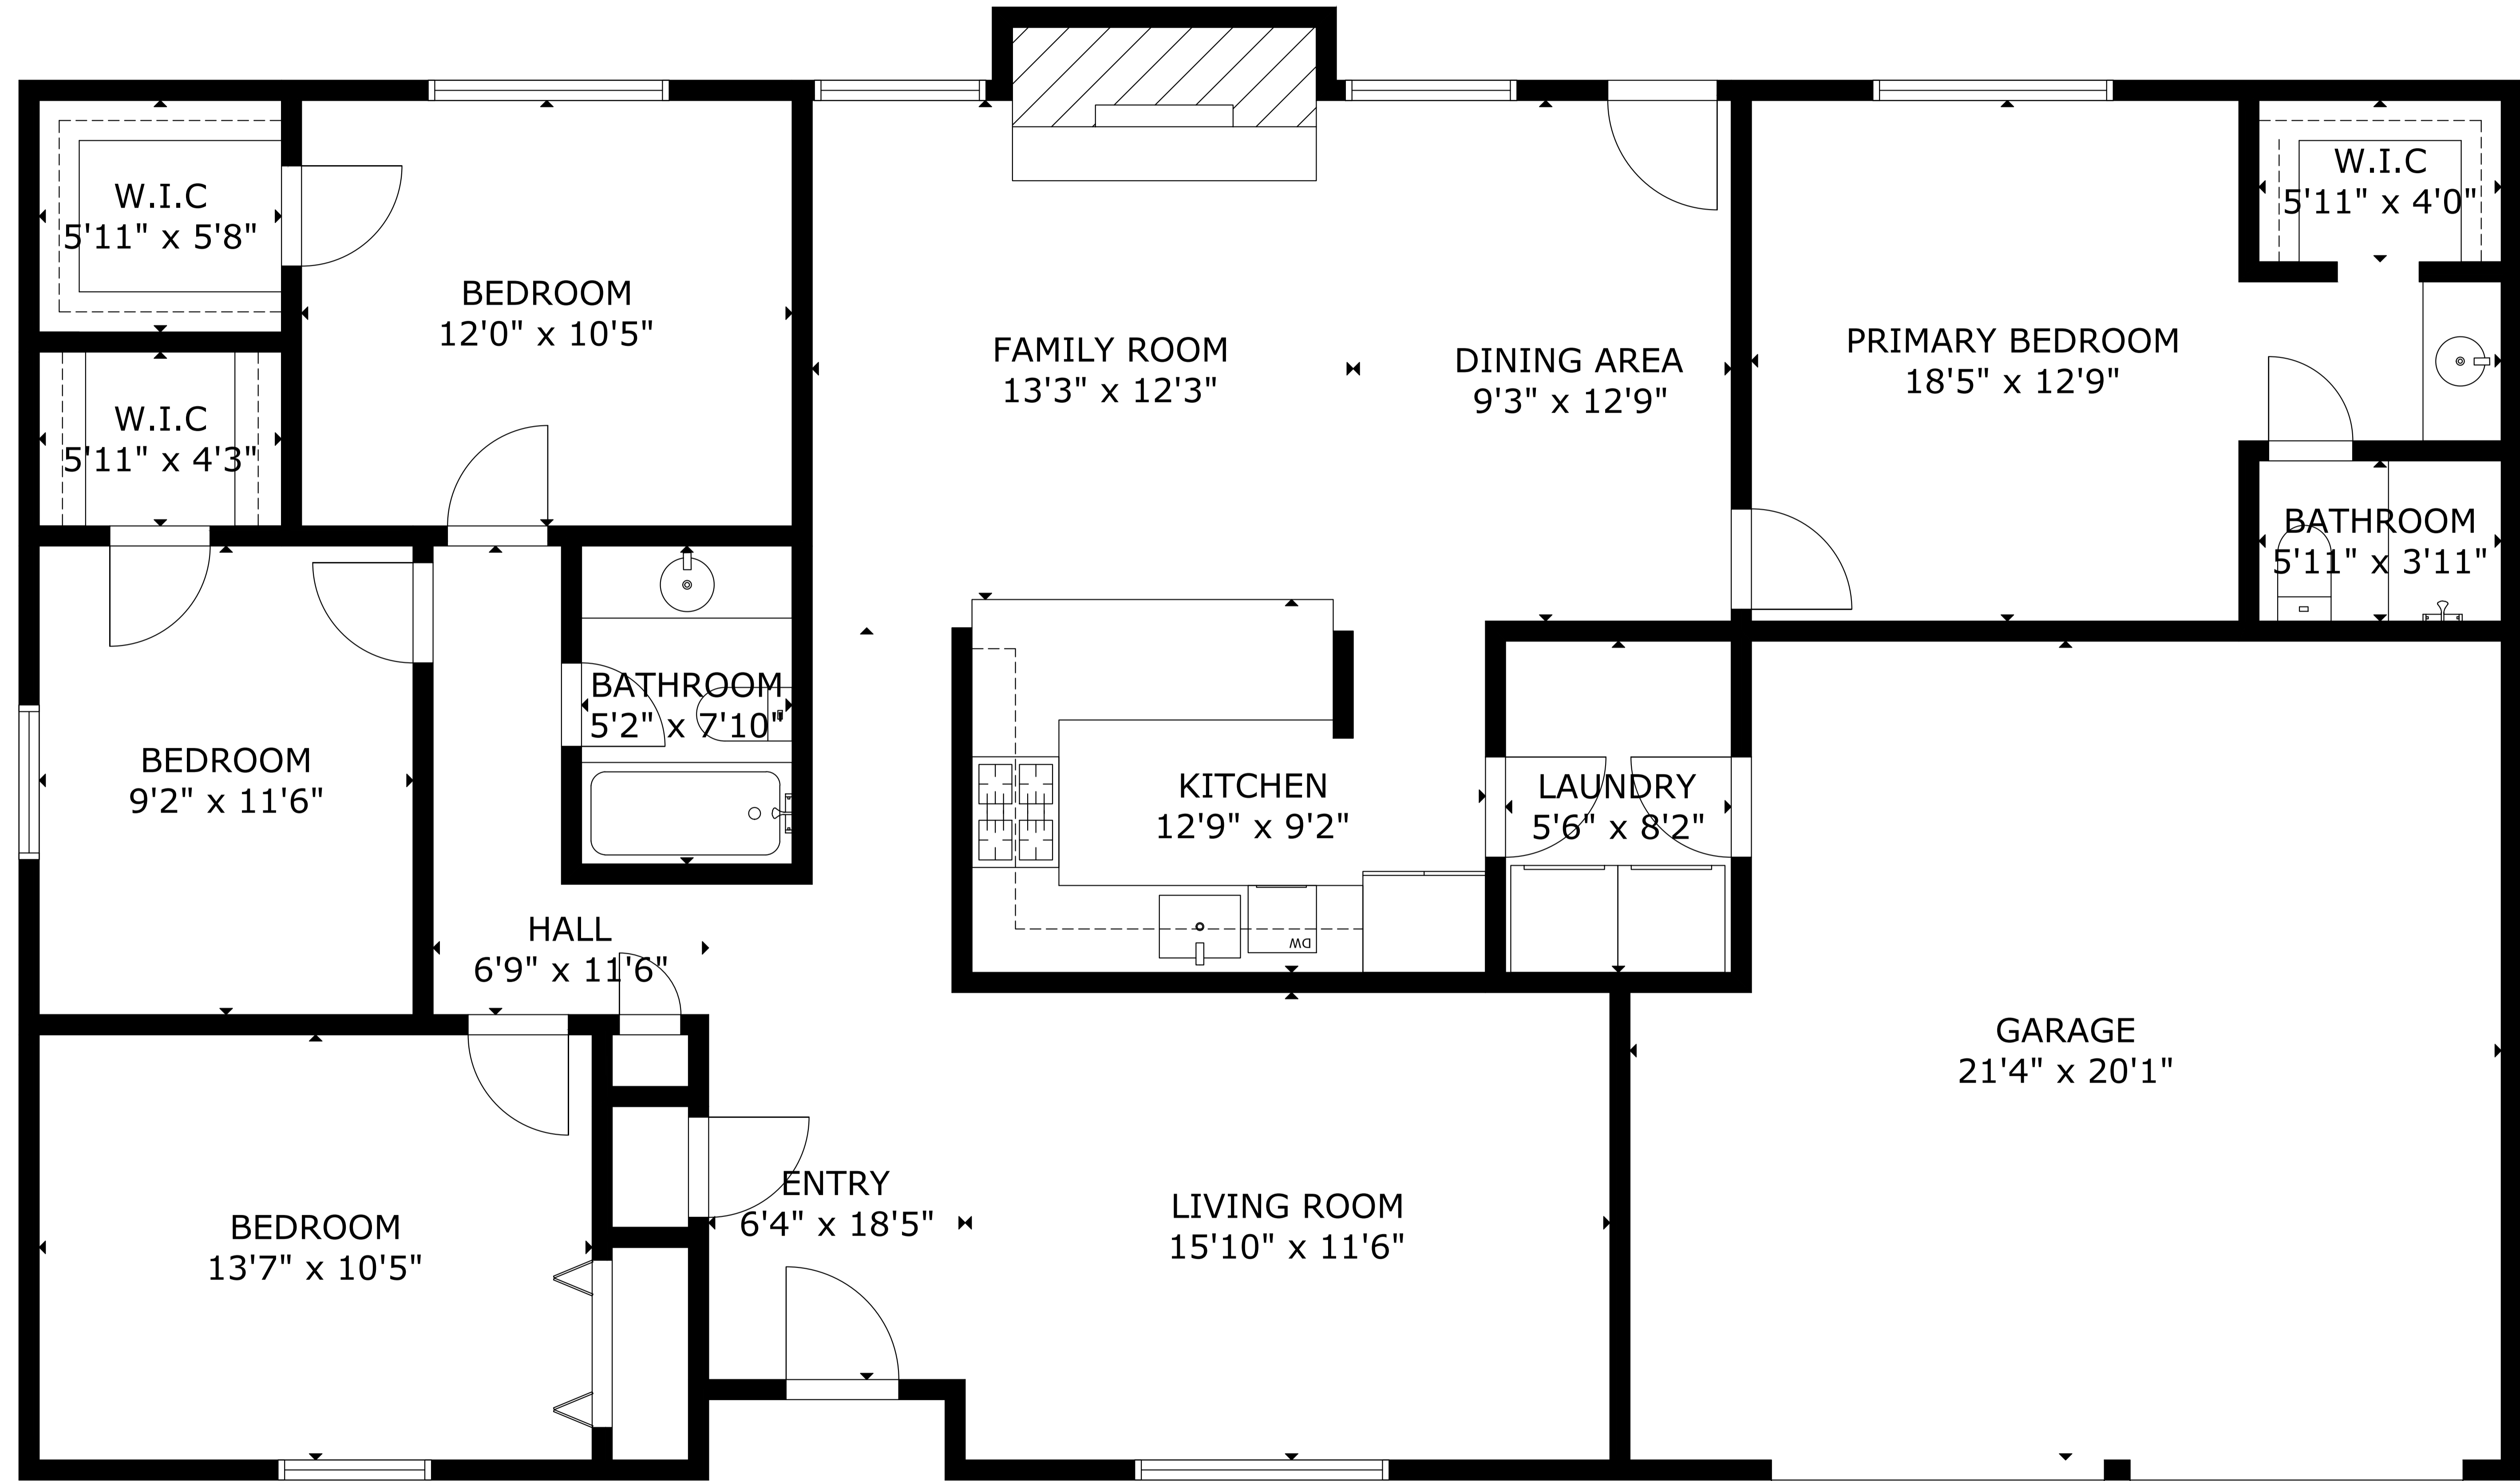 W.I.C
5'11" x 5'8"
BEDROOM
12'0" x 10'5"
W.I.C
5'11" x 4'3"
FAMILY ROOM
13'3" x 12'3"
DINING AREA
9'3" x 12'9"
PRIMARY BEDROOM
18'5" x 12'9"
W.I.C
5'11" x 4'0"
BATHROOM
5'11" x 3'11"
BATHROOM
5'2" x 7'10"
BEDROOM
9'2" x 11'6"
KITCHEN
12'9" x 9'2"
DW
LAUNDRY
5'6" x 8'2"
HALL
6'9" x 11'6"
GARAGE
21'4" x 20'1"
ENTRY
6'4" x 18'5"
LIVING ROOM
15'10" x 11'6"
BEDROOM
13'7" x 10'5"